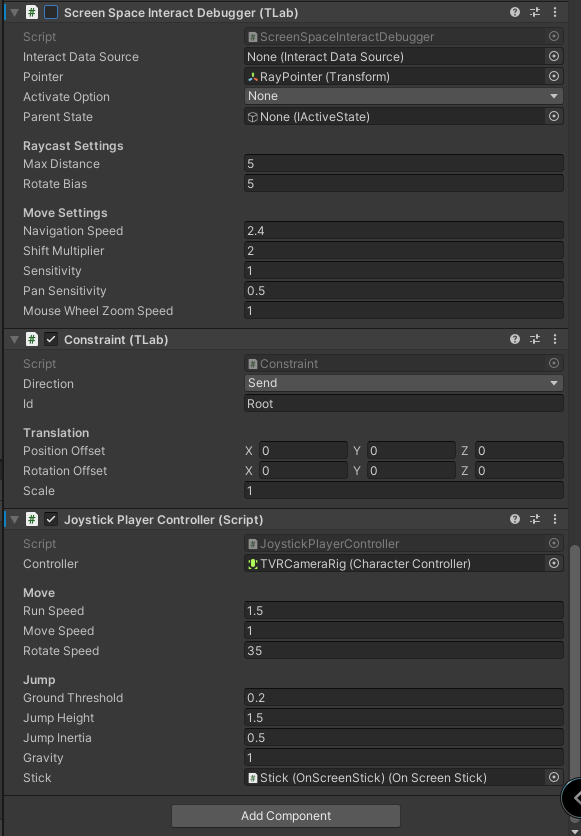 Screen Space Interact Debugger (TLab)
Script ScreenSpaceInteractDebugger
Interact Data Source None (Interact Data Source)
Pointer RayPointer (Transform)
Activate Option None
Parent State None (IActiveState)
Raycast Settings
Max Distance 5
Rotate Bias 5
Move Settings
Navigation Speed 2.4
Shift Multiplier 2
Sensitivity 1
Pan Sensitivity 0.5
Mouse Wheel Zoom Speed 1
Constraint (TLab)
Script Constraint
Direction Send
Id Root
Translation
Position Offset X 0 Y 0 Z 0
Rotation Offset X 0 Y 0 Z 0
Scale 1
Joystick Player Controller (Script)
Script JoystickPlayerController
Controller TVRCameraRig (Character Controller)
Move
Run Speed 1.5
Move Speed 1
Rotate Speed 35
Jump
Ground Threshold 0.2
Jump Height 1.5
Jump Inertia 0.5
Gravity 1
Stick Stick (OnScreenStick) (On Screen Stick)
Add Component